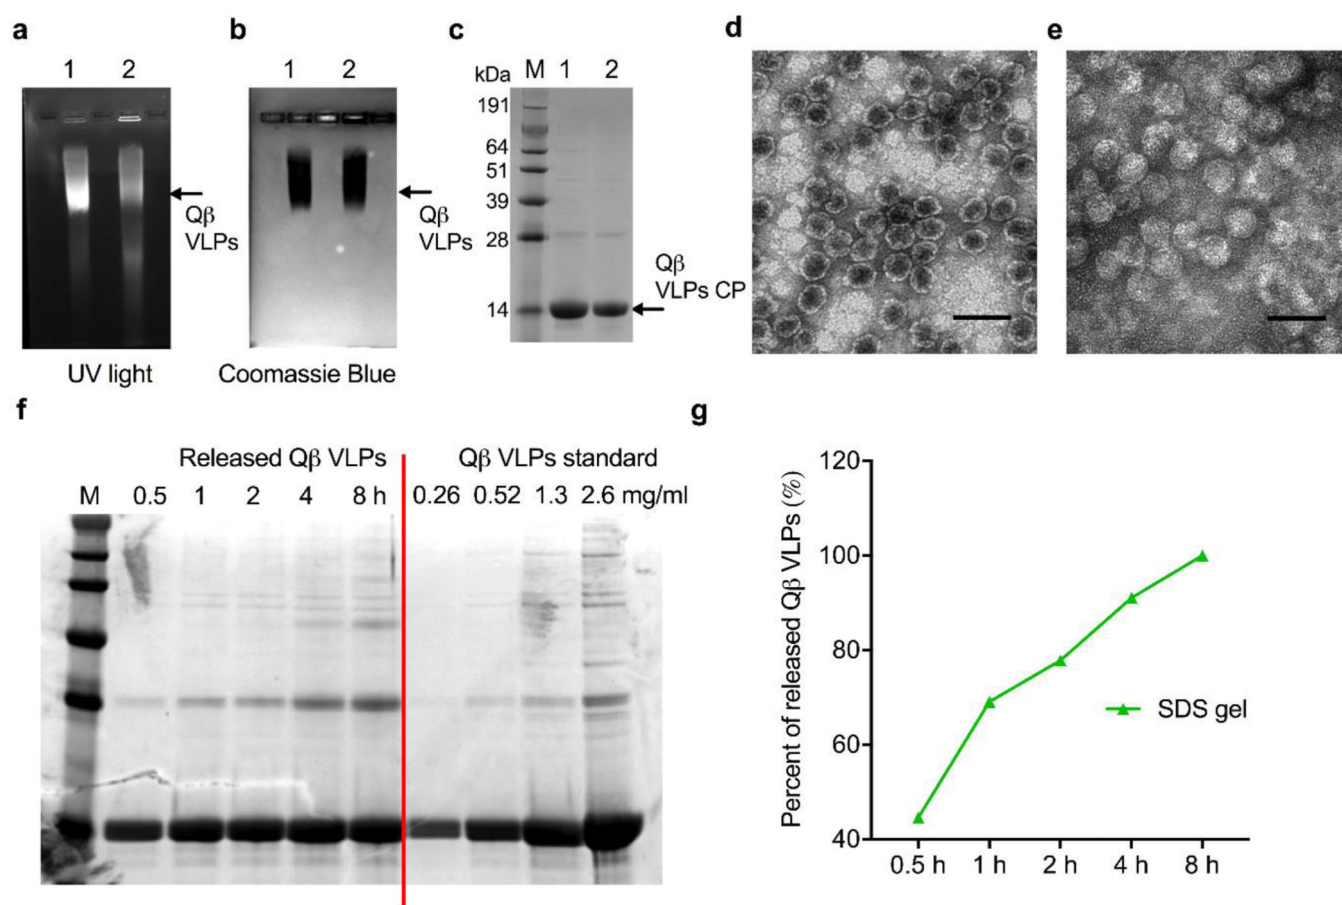 a
1 2
Qβ
VLPs
UV light
b
1 2
Qβ
VLPs
Coomassie Blue
c
kDa M 1 2
191
64
51
39
28
14
Qβ
VLPs CP
d
e
f
Released Qβ VLPs Qβ VLPs standard
M 0.5 1 2 4 8 h 0.26 0.52 1.3 2.6 mg/ml
g
Percent of released Qβ VLPs (%)
120
100
80
60
40
SDS gel
0.5 h 1 h 2 h 4 h 8 h